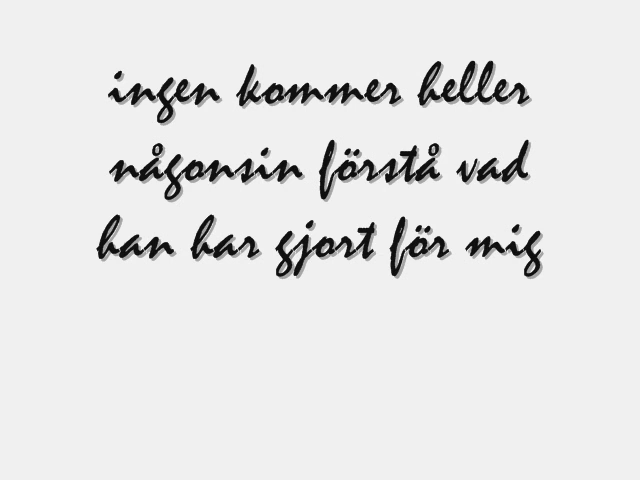 ingen kommer heller
någonsin förstå vad
han har gjort för mig